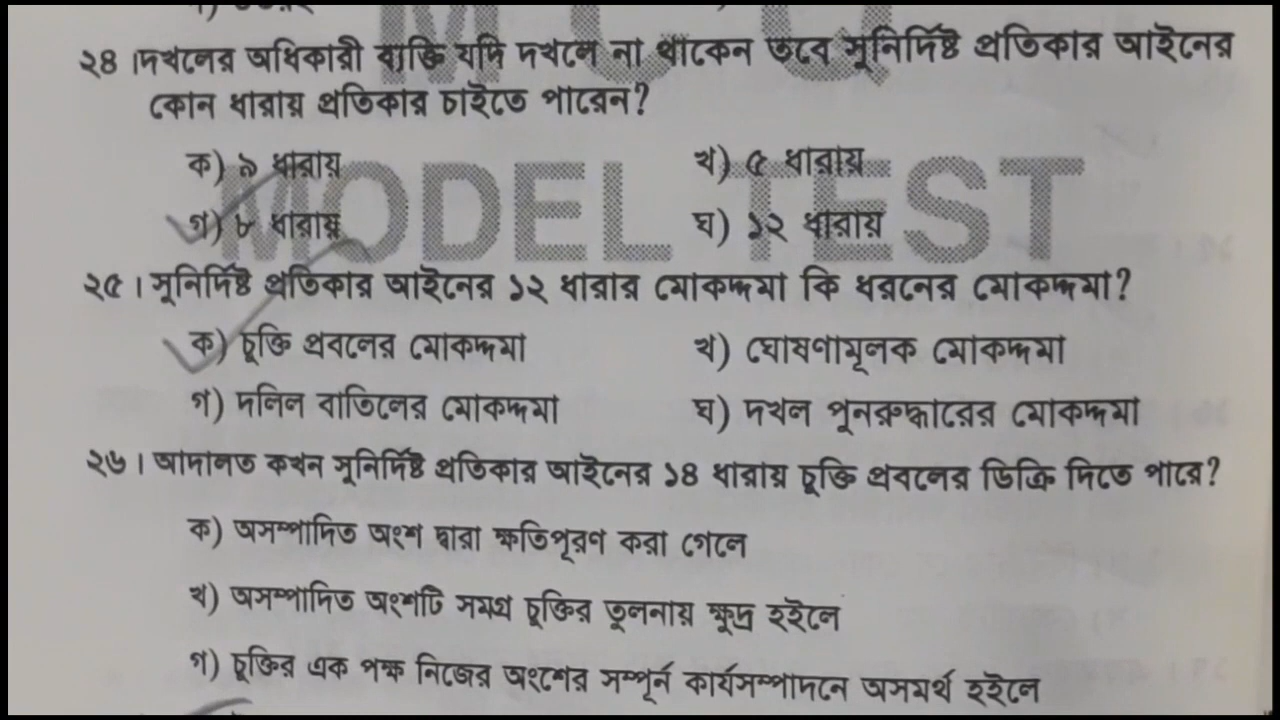 ২৪।দখলের অধিকারী ব্যক্তি যদি দখলে না থাকেন তবে সুনির্দিষ্ট প্রতিকার আইনের
কোন ধারায় প্রতিকার চাইতে পারেন?
ক) ৯ ধারায় খ) ৫ ধারায়
গ) ৮ ধারায় ঘ) ১২ ধারায়
MODEL TEST
২৫। সুনির্দিষ্ট প্রতিকার আইনের ১২ ধারার মোকদ্দমা কি ধরনের মোকদ্দমা?
ক) চুক্তি প্রবলের মোকদ্দমা খ) ঘোষণামূলক মোকদ্দমা
গ) দলিল বাতিলের মোকদ্দমা ঘ) দখল পুনরুদ্ধারের মোকদ্দমা
২৬। আদালত কখন সুনির্দিষ্ট প্রতিকার আইনের ১৪ ধারায় চুক্তি প্রবলের ডিক্রি দিতে পারে?
ক) অসম্পাদিত অংশ দ্বারা ক্ষতিপূরণ করা গেলে
খ) অসম্পাদিত অংশটি সমগ্র চুক্তির তুলনায় ক্ষুদ্র হইলে
গ) চুক্তির এক পক্ষ নিজের অংশের সম্পূর্ন কার্যসম্পাদনে অসমর্থ হইলে